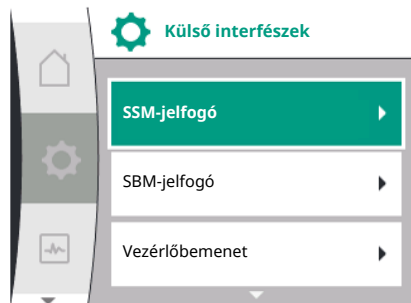 Külső interfészek
SSM-jelfogó
SBM-jelfogó
Vezérlőbemenet